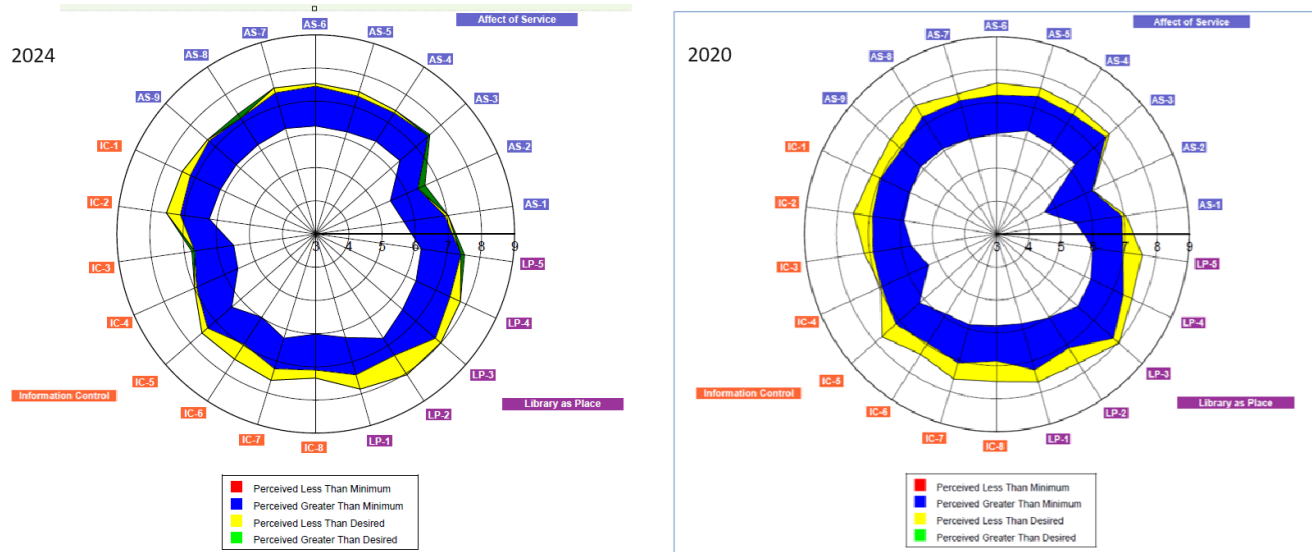 2024
Affect of Service
AS-6
AS-5
AS-4
AS-3
AS-2
AS-1
LP-5
LP-4
LP-3
LP-2
LP-1
IC-8
IC-7
IC-6
IC-5
IC-4
IC-3
IC-2
IC-1
AS-9
AS-8
AS-7
3 4 5 6 7 8 9
Information Control
Library as Place
Perceived Less Than Minimum
Perceived Greater Than Minimum
Perceived Less Than Desired
Perceived Greater Than Desired
2020
Affect of Service
AS-6
AS-5
AS-4
AS-3
AS-2
AS-1
LP-5
LP-4
LP-3
LP-2
LP-1
IC-8
IC-7
IC-6
IC-5
IC-4
IC-3
IC-2
IC-1
AS-9
AS-8
AS-7
3 4 5 6 7 8 9
Information Control
Library as Place
Perceived Less Than Minimum
Perceived Greater Than Minimum
Perceived Less Than Desired
Perceived Greater Than Desired